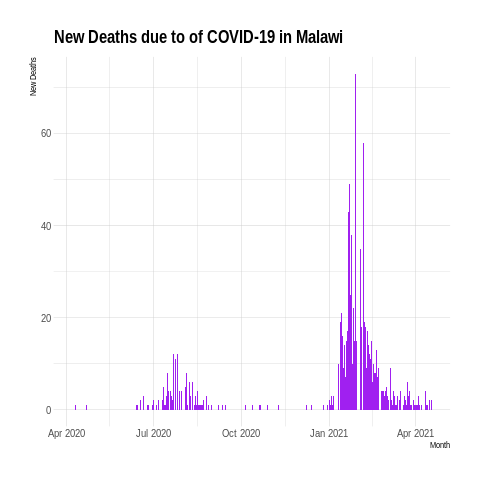 New Deaths due to of COVID-19 in Malawi
New Deaths
60
40
20
0
Apr 2020 Jul 2020 Oct 2020 Jan 2021 Apr 2021
Month